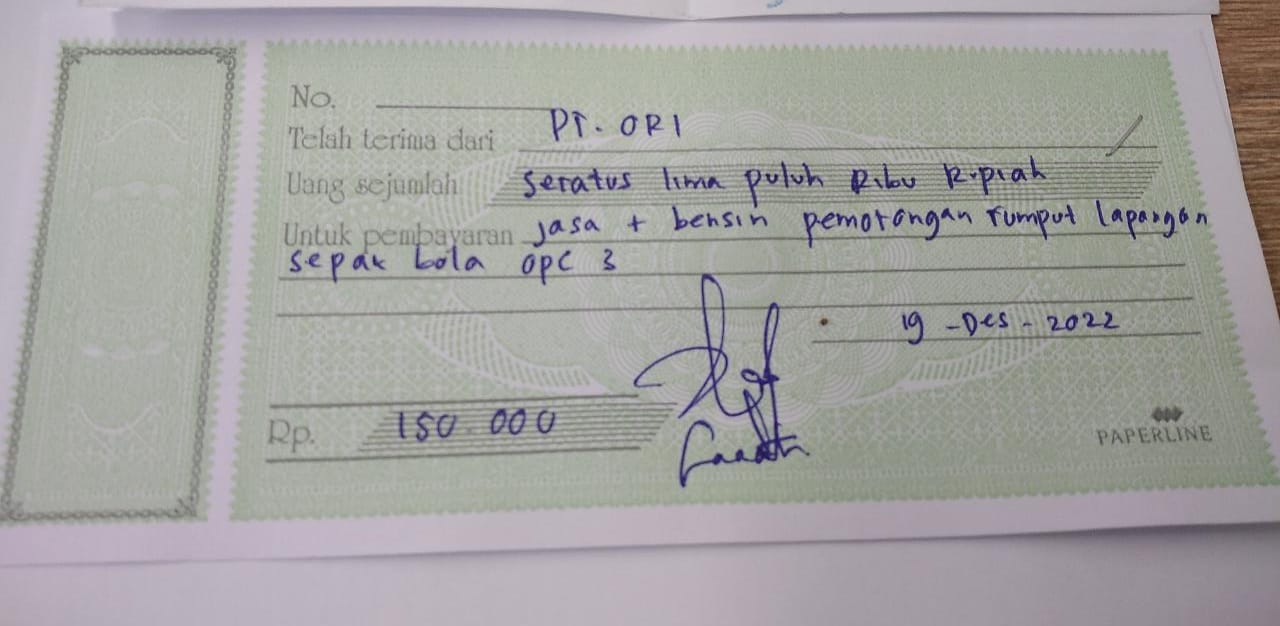 No.
Telah terima dari PT. ORI
Uang sejumlah seratus lima puluh Ribu Rupiah
Untuk pembayaran jasa + bensin pemotongan rumput lapangan
sepak bola OPC 3
19 - Des - 2022
Rp. 150.000
PAPERLINE